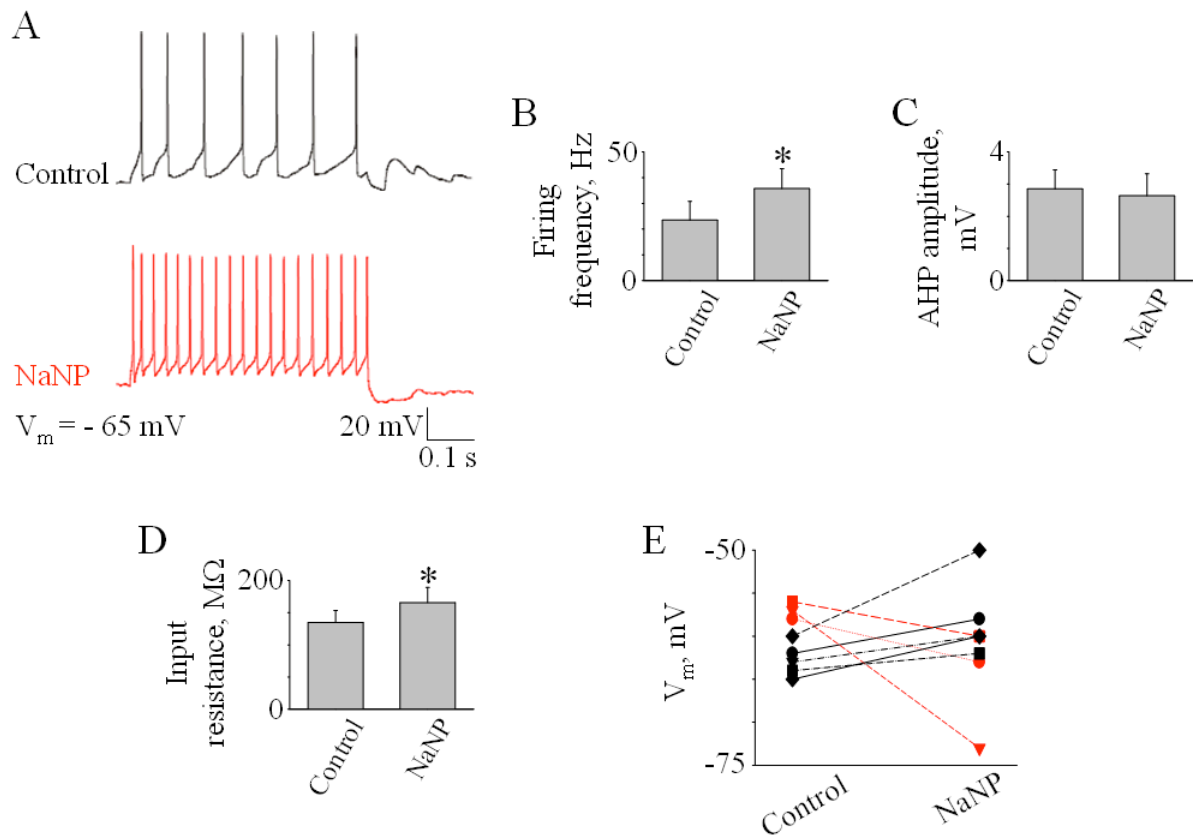 A
Control
NaNP
Vm = - 65 mV
20 mV
0.1 s
B
Firing
frequency, Hz
50
0
*
Control
NaNP
C
AHP amplitude,
mV
4
0
Control
NaNP
D
Input
resistance, MΩ
200
0
*
Control
NaNP
E
Vm, mV
-50
-75
Control
NaNP